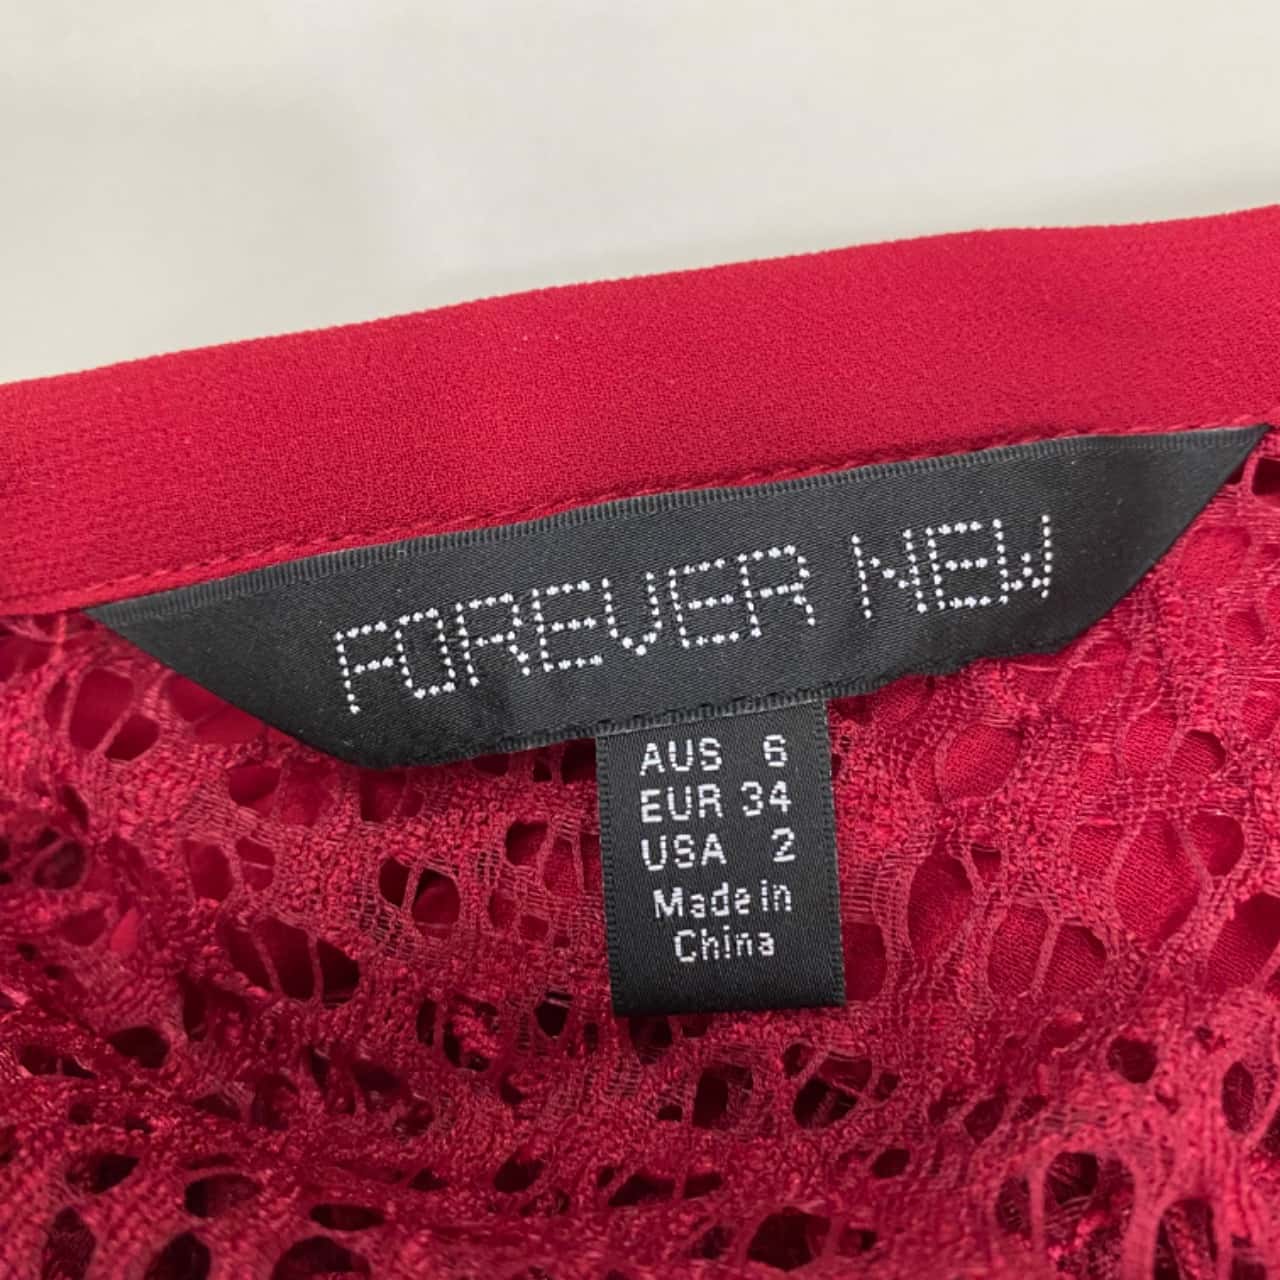 FOREVER NEW
AUS 6
EUR 34
USA 2
Made in
China